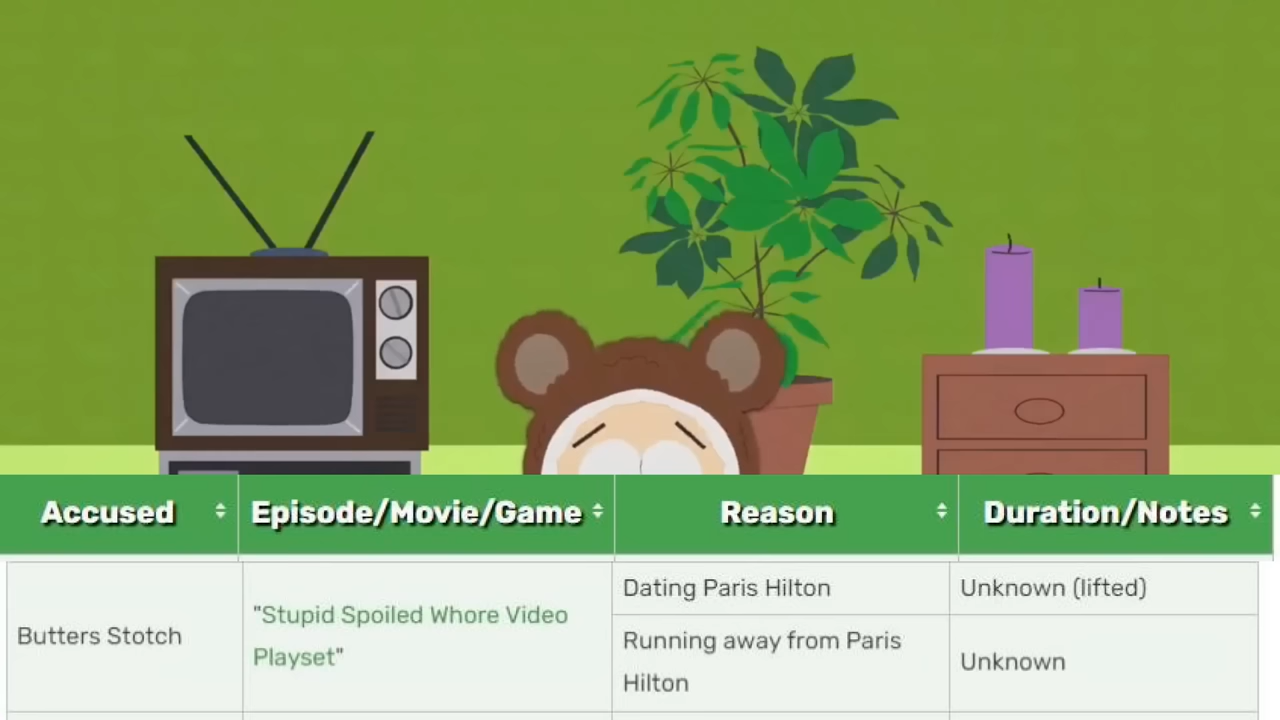 Accused Episode/Movie/Game Reason Duration/Notes
Butters Stotch
"Stupid Spoiled Whore Video
Playset"
Dating Paris Hilton
Unknown (lifted)
Running away from Paris
Hilton
Unknown